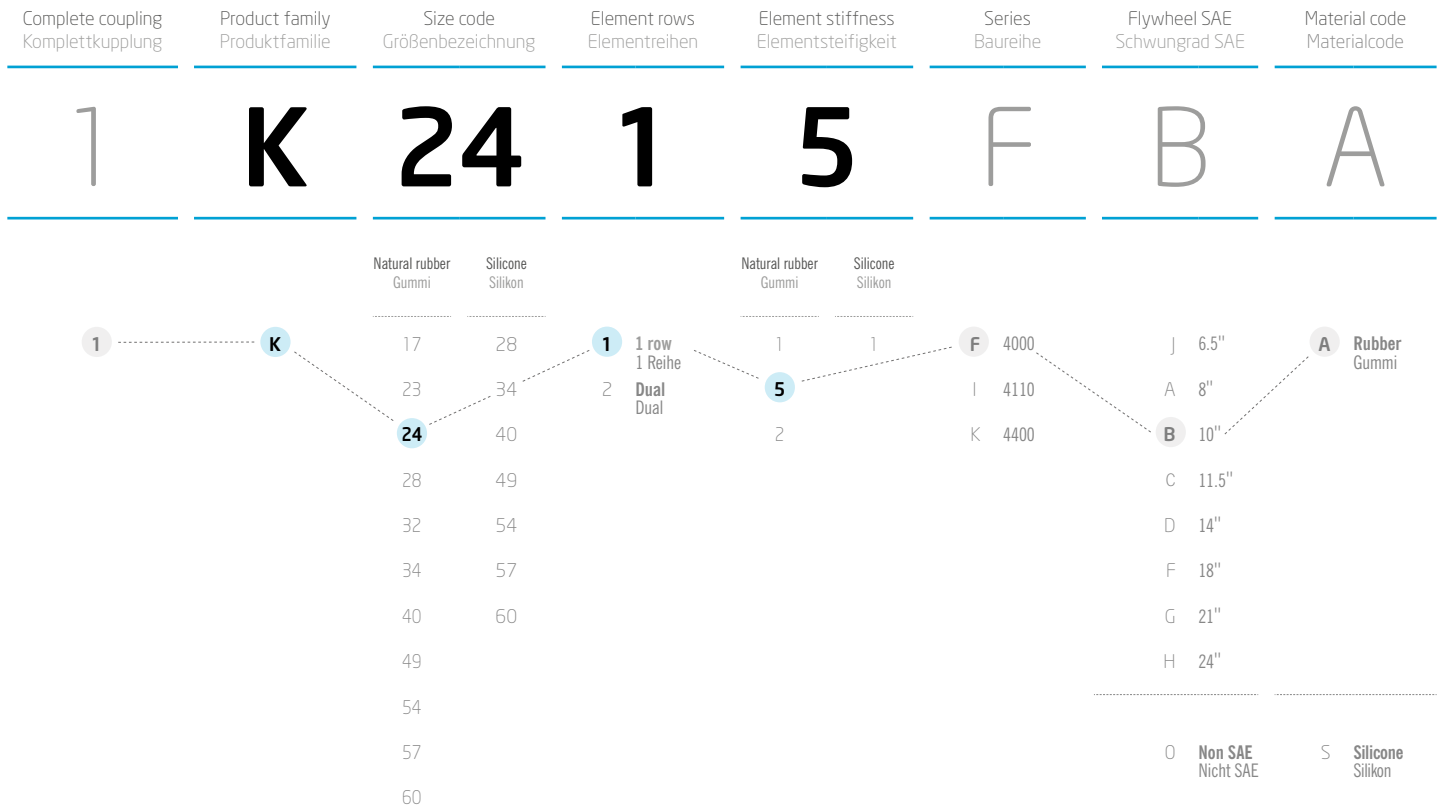 Complete coupling Product family Size code Element rows Element stiffness Series Flywheel SAE Material code
Komplettkupplung Produktfamilie Größenbezeichnung Elementreihen Elementsteifigkeit Baureihe Schwungrad SAE Materialcode
1 K 24 1 5 F B A
Natural rubber Silicone Natural rubber Silicone
Gummi Silikon Gummi Silikon
1 K 17 28 1 1 row 1 1 F 4000 J 6.5" A Rubber
1 Reihe Gummi
23 34 2 Dual 5 I 4110 A 8"
Dual
24 40 2 K 4400 B 10"
28 49 C 11.5"
32 54 D 14"
34 57 F 18"
40 60 G 21"
49 H 24"
54
57 0 Non SAE S Silicone
Nicht SAE Silikon
60